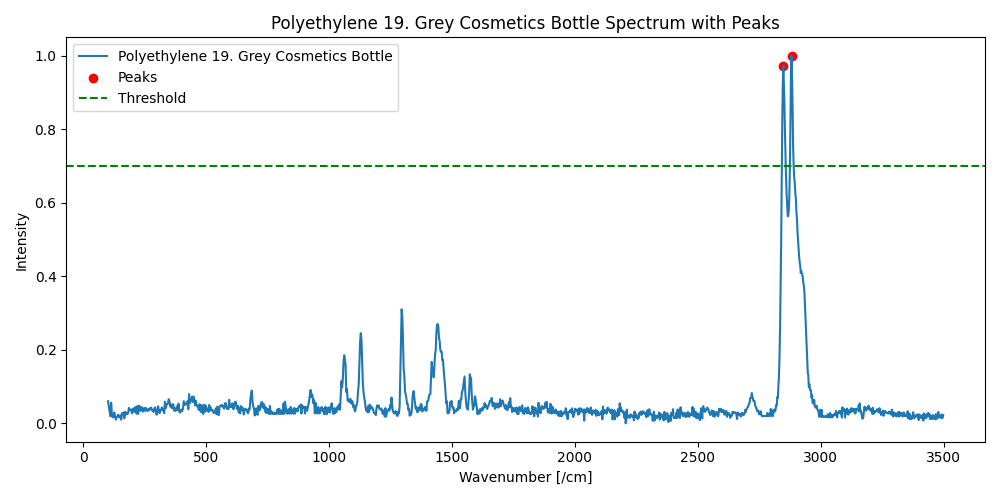 Polyethylene 19. Grey Cosmetics Bottle Spectrum with Peaks
Polyethylene 19. Grey Cosmetics Bottle
Peaks
Threshold
1.0
0.8
0.6
0.4
0.2
0.0
Intensity
0 500 1000 1500 2000 2500 3000 3500
Wavenumber [/cm]